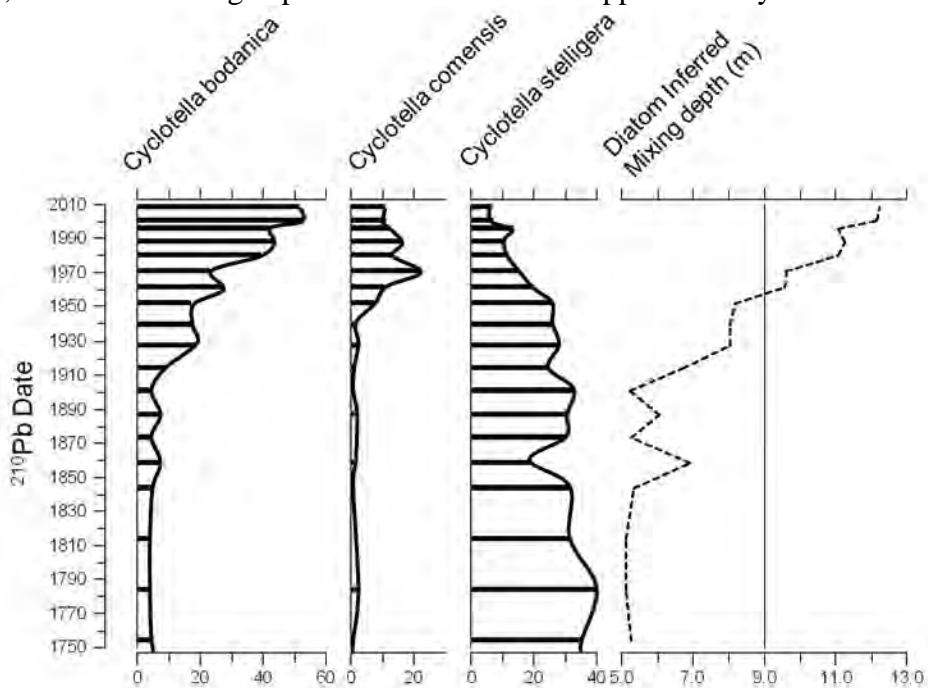 Cyclotella bodanica
Cyclotella comensis
Cyclotella stelligera
Diatom Inferred
Mixing depth (m)
210Pb Date
2010
1990
1970
1950
1930
1910
1890
1870
1850
1830
1810
1790
1770
1750
0 20 40 60 0 20 0 20 40 5.0 7.0 9.0 11.0 13.0